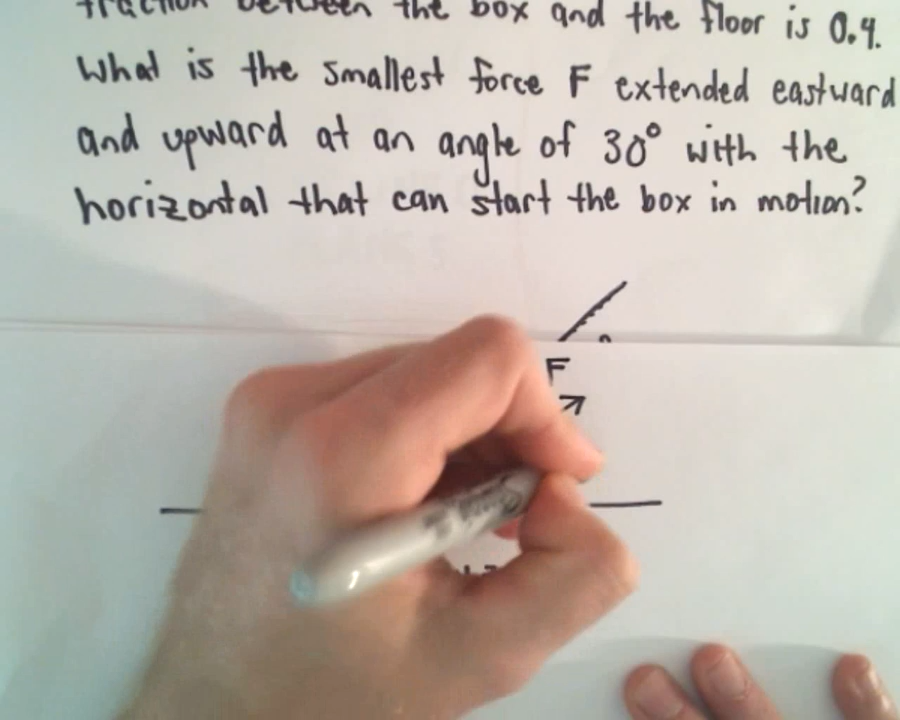 fraction between the box and the floor is 0.4.
What is the smallest force F extended eastward
and upward at an angle of 30° with the
horizontal that can start the box in motion?
F